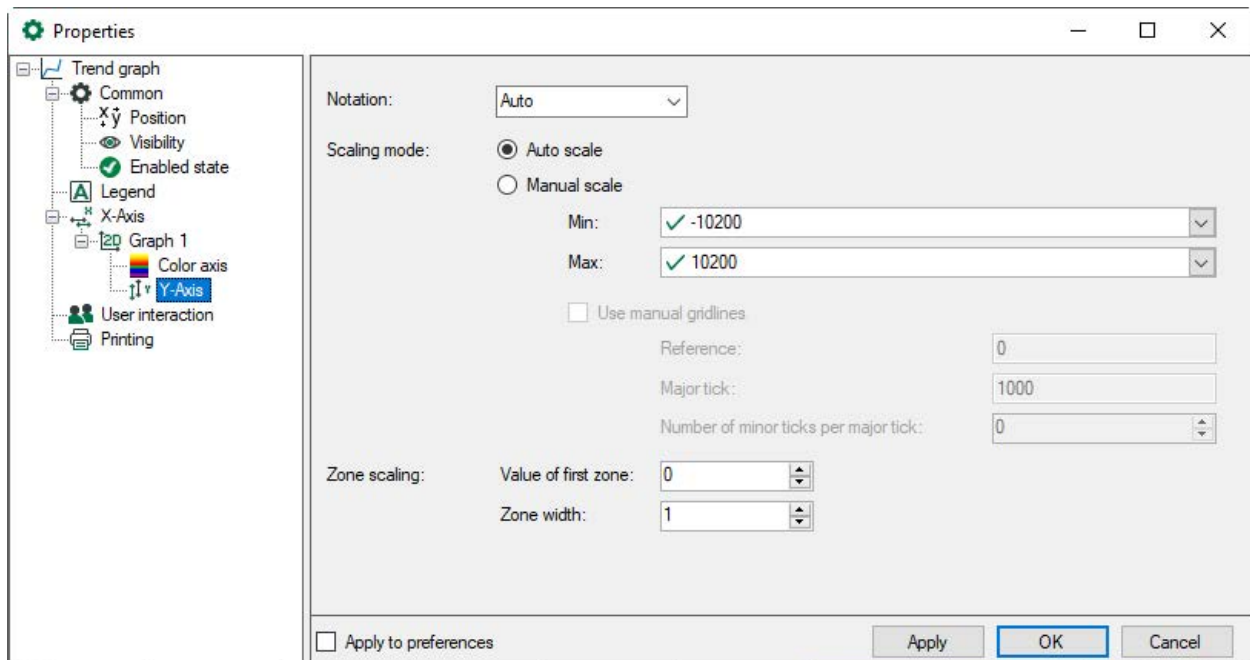 Properties
Trend graph
Common
Position
Visibility
Enabled state
Legend
X-Axis
Graph 1
Color axis
Y-Axis
User interaction
Printing
Notation: Auto
Scaling mode: Auto scale
Manual scale
Min: -10200
Max: 10200
Use manual gridlines
Reference: 0
Major tick: 1000
Number of minor ticks per major tick: 0
Zone scaling: Value of first zone: 0
Zone width: 1
Apply to preferences Apply OK Cancel